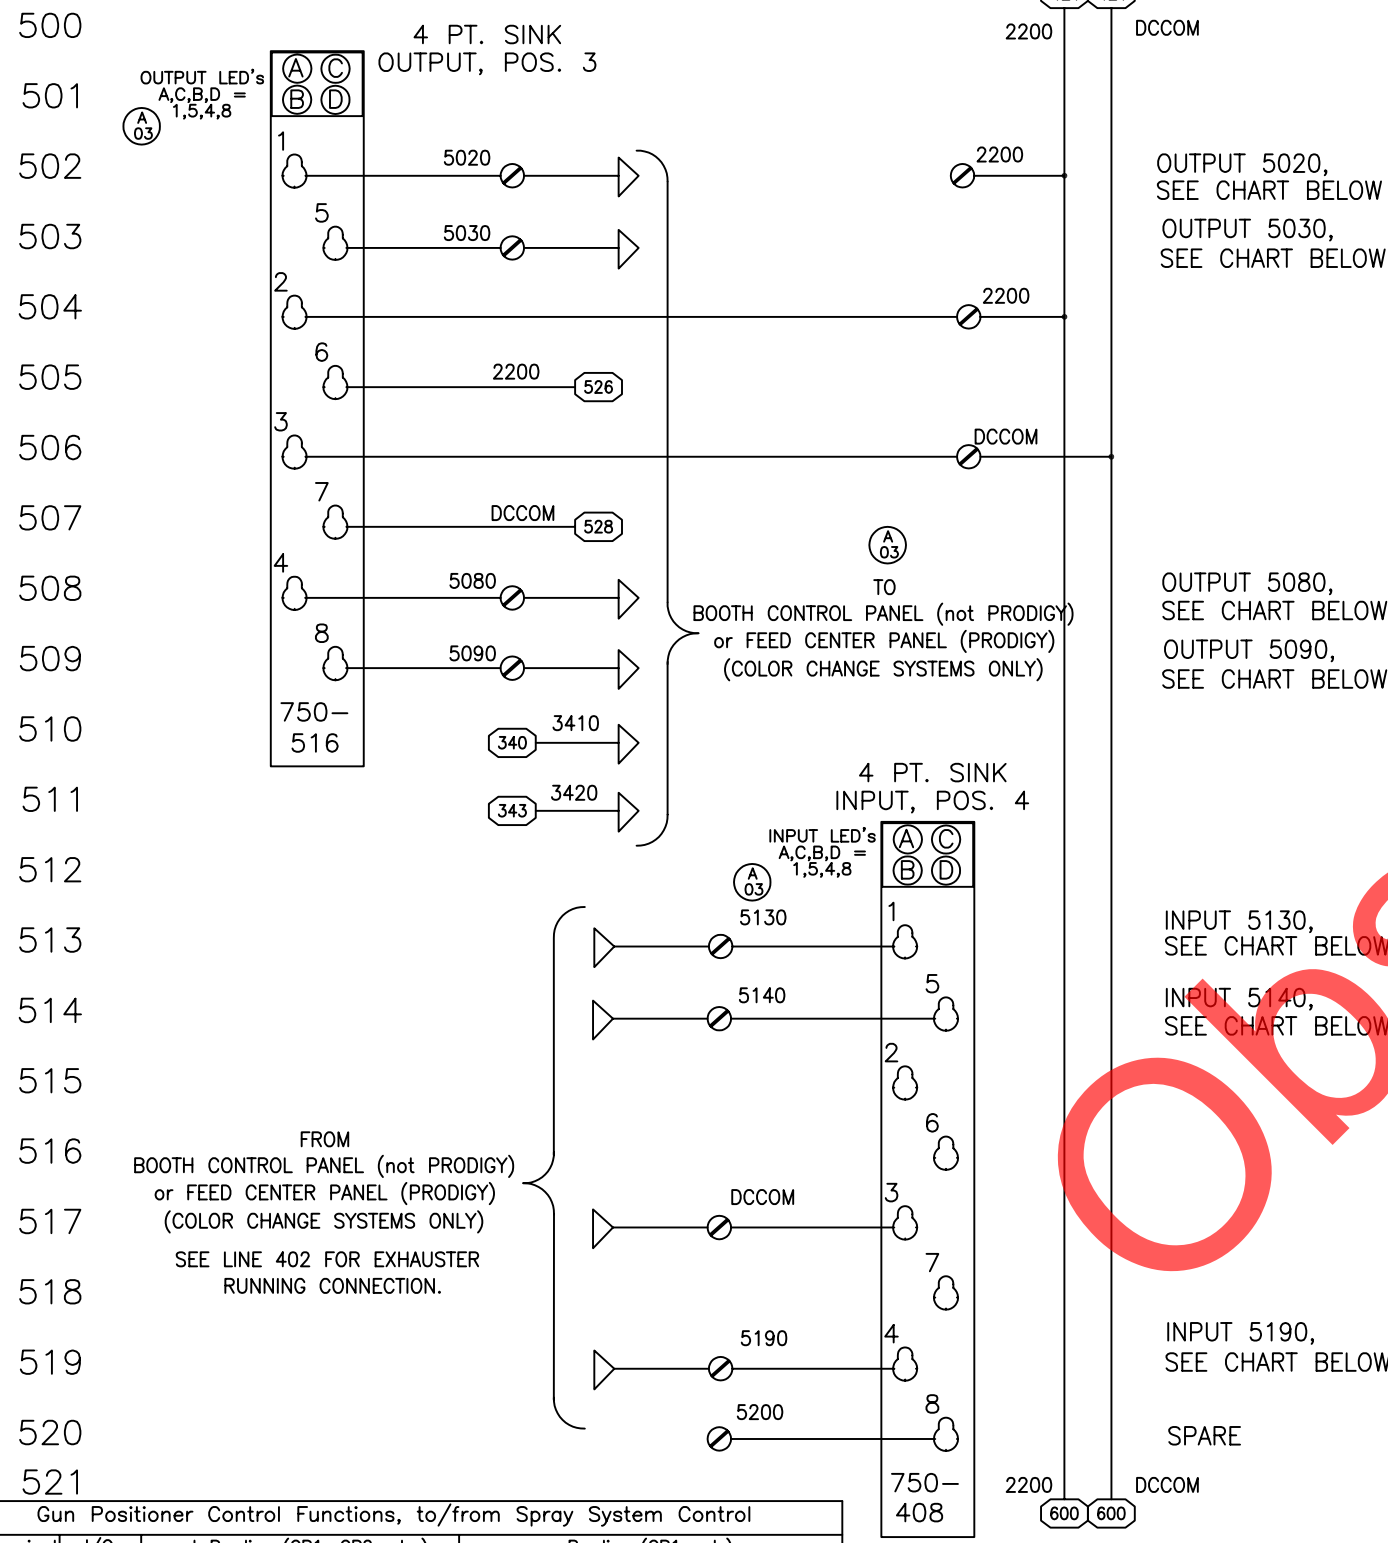 500
501
502
503
504
505
506
507
508
509
510
511
512
513
514
515
516
517
518
519
520
521
2200
DCCOM
4 PT. SINK
OUTPUT, POS. 3
OUTPUT LED's
A,C,B,D =
1,5,4,8
A
03
A C
B D
1
5020
2200
OUTPUT 5020,
SEE CHART BELOW
5
5030
OUTPUT 5030,
SEE CHART BELOW
2
2200
6
2200
526
3
DCCOM
7
DCCOM
528
A
03
TO
BOOTH CONTROL PANEL (not PRODIGY)
or FEED CENTER PANEL (PRODIGY)
(COLOR CHANGE SYSTEMS ONLY)
4
5080
OUTPUT 5080,
SEE CHART BELOW
8
5090
OUTPUT 5090,
SEE CHART BELOW
750-
516
340
3410
343
3420
4 PT. SINK
INPUT, POS. 4
INPUT LED's
A,C,B,D =
1,5,4,8
A
03
A C
B D
5130
1
INPUT 5130,
SEE CHART BELOW
5140
5
INPUT 5140,
SEE CHART BELOW
2
6
FROM
BOOTH CONTROL PANEL (not PRODIGY)
or FEED CENTER PANEL (PRODIGY)
(COLOR CHANGE SYSTEMS ONLY)
SEE LINE 402 FOR EXHAUSTER
RUNNING CONNECTION.
DCCOM
3
7
5190
4
INPUT 5190,
SEE CHART BELOW
5200
8
SPARE
750-
408
2200
DCCOM
600
600
Gun Positioner Control Functions, to/from Spray System Control